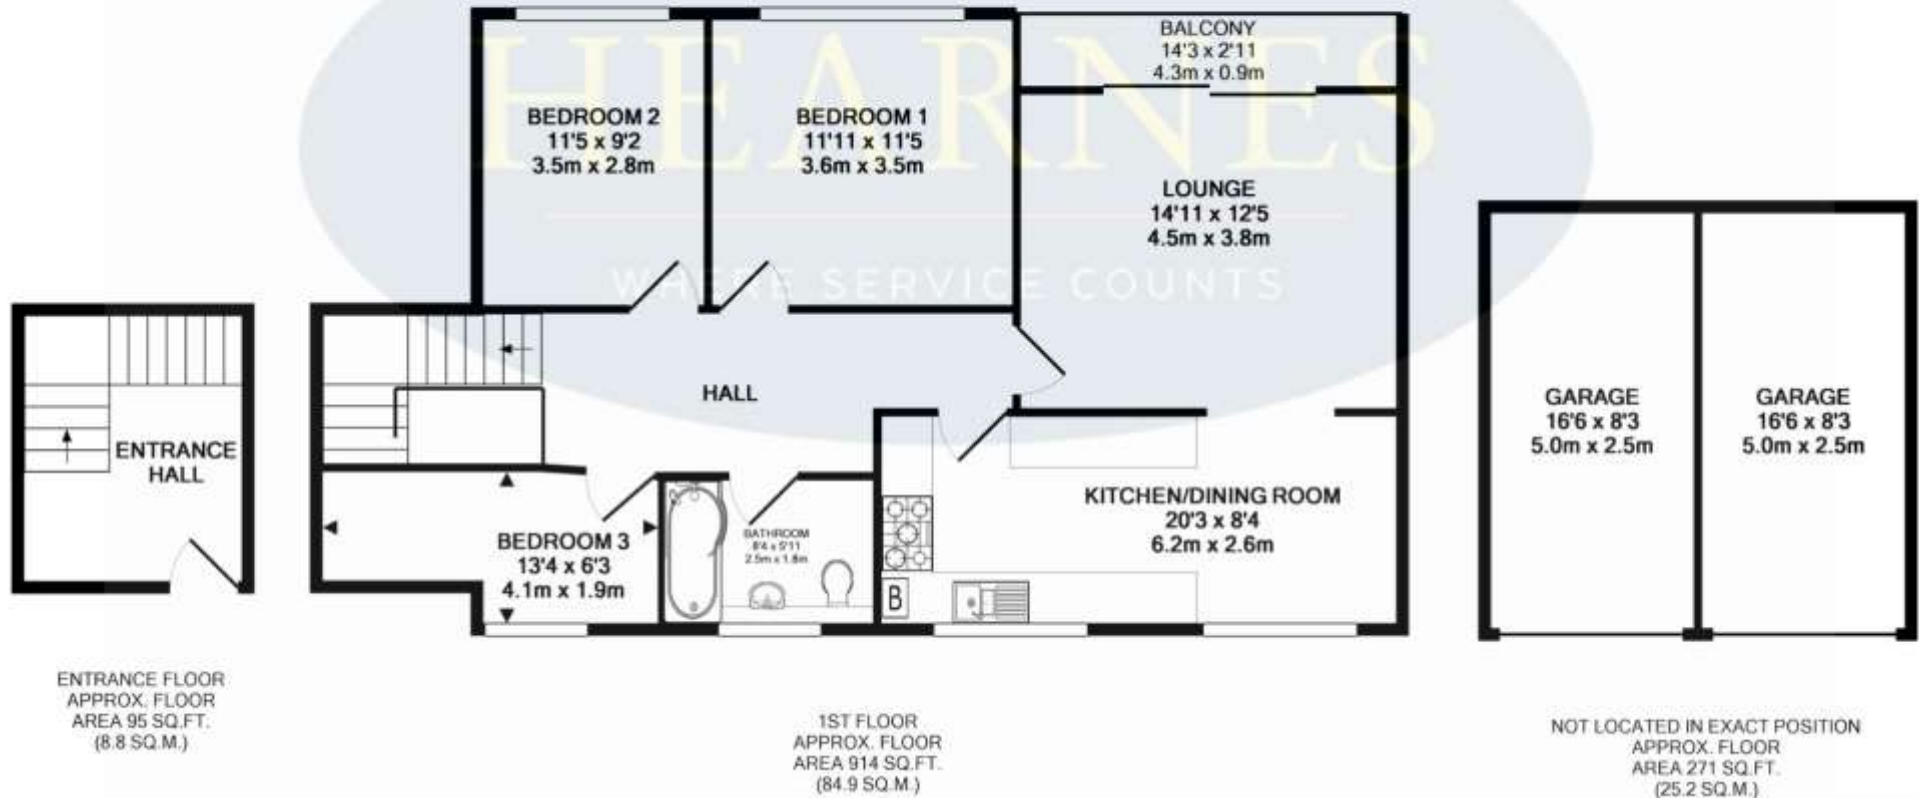 HEARNES
WHERE SERVICE COUNTS
BALCONY
14'3 x 2'11
4.3m x 0.9m
BEDROOM 2
11'5 x 9'2
3.5m x 2.8m
BEDROOM 1
11'11 x 11'5
3.6m x 3.5m
LOUNGE
14'11 x 12'5
4.5m x 3.8m
HALL
ENTRANCE
HALL
GARAGE
16'6 x 8'3
5.0m x 2.5m
GARAGE
16'6 x 8'3
5.0m x 2.5m
KITCHEN/DINING ROOM
20'3 x 8'4
6.2m x 2.6m
BEDROOM 3
13'4 x 6'3
4.1m x 1.9m
BATHROOM
8'4 x 5'11
2.5m x 1.8m
B
ENTRANCE FLOOR
APPROX. FLOOR
AREA 95 SQ.FT.
(8.8 SQ.M.)
1ST FLOOR
APPROX. FLOOR
AREA 914 SQ.FT.
(84.9 SQ.M.)
NOT LOCATED IN EXACT POSITION
APPROX. FLOOR
AREA 271 SQ.FT.
(25.2 SQ.M.)